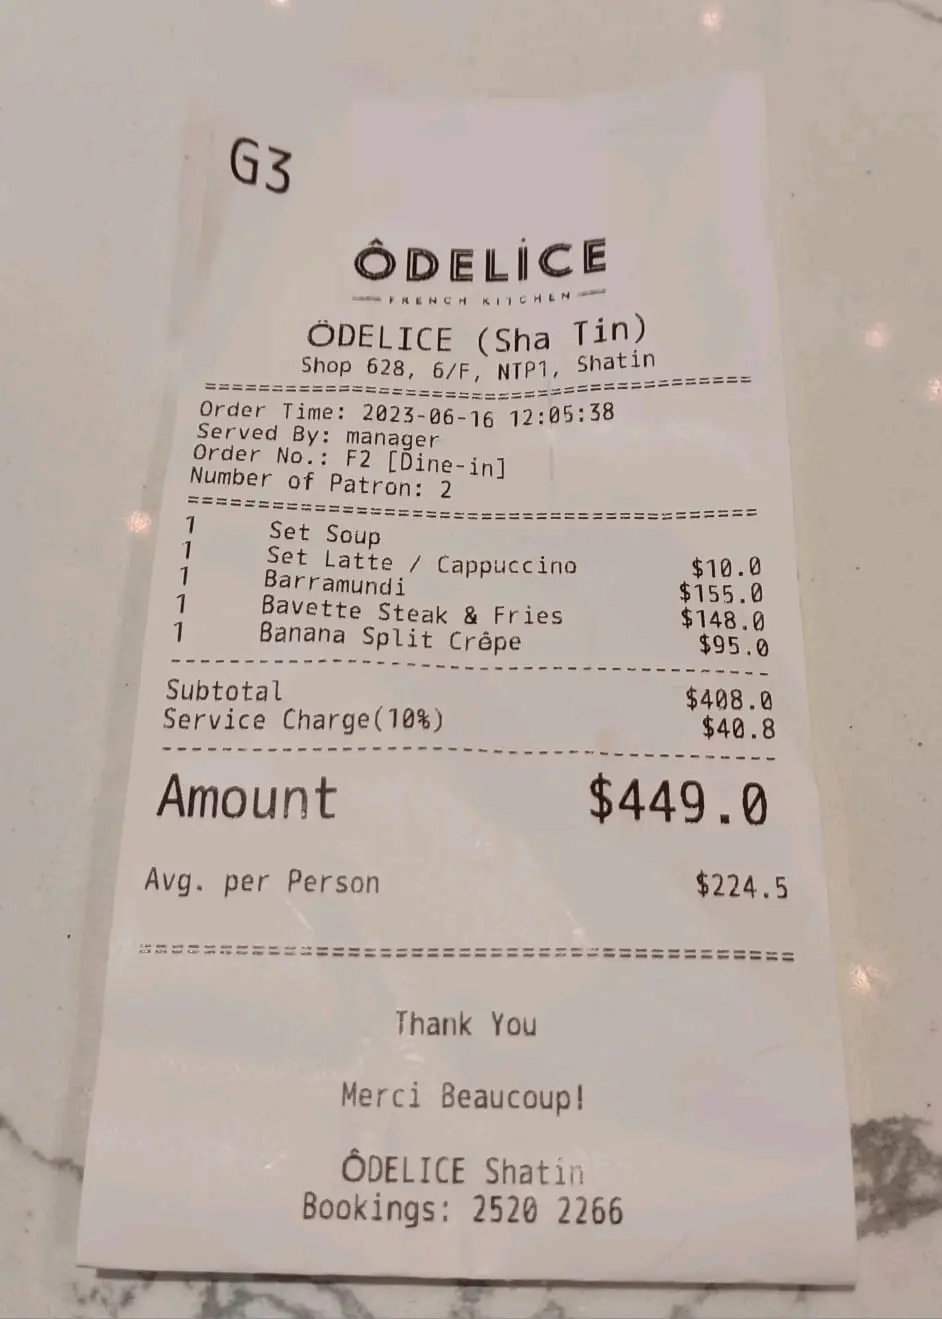 G3
ÔDELİCE
FRENCH KITCHEN
ÖDELICE (Sha Tin)
Shop 628, 6/F, NTP1, Shatin
========================================
Order Time: 2023-06-16 12:05:38
Served By: manager
Order No.: F2 [Dine-in]
Number of Patron: 2
========================================
1 Set Soup
1 Set Latte / Cappuccino $10.0
1 Barramundi $155.0
1 Bavette Steak & Fries $148.0
1 Banana Split Crêpe $95.0
----------------------------------------
Subtotal $408.0
Service Charge(10%) $40.8
----------------------------------------
Amount $449.0
Avg. per Person $224.5
========================================
Thank You
Merci Beaucoup!
ÔDELICE Shatin
Bookings: 2520 2266